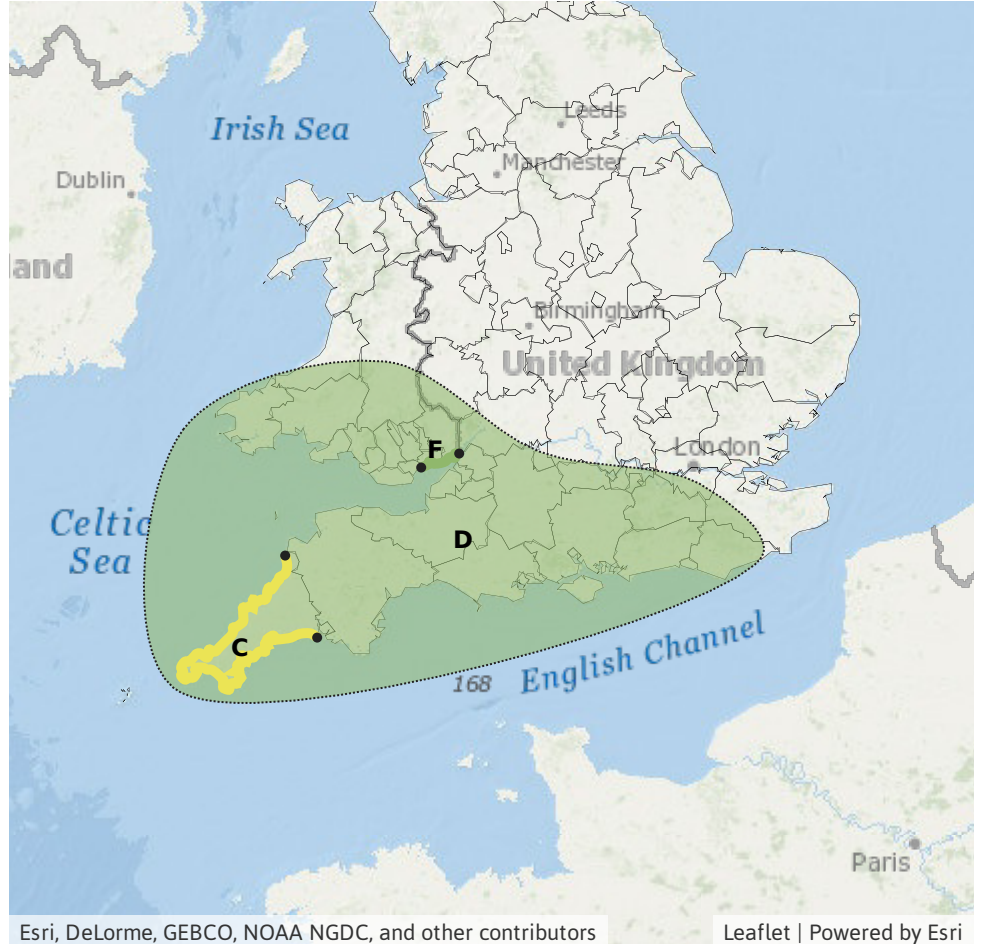 Leeds
Irish Sea
Manchester
Dublin
land
Birmingham
United Kingdom
F
London
Celtic
Sea
D
C
English Channel
168
Paris
Esri, DeLorme, GEBCO, NOAA NGDC, and other contributors
Leaflet | Powered by Esri